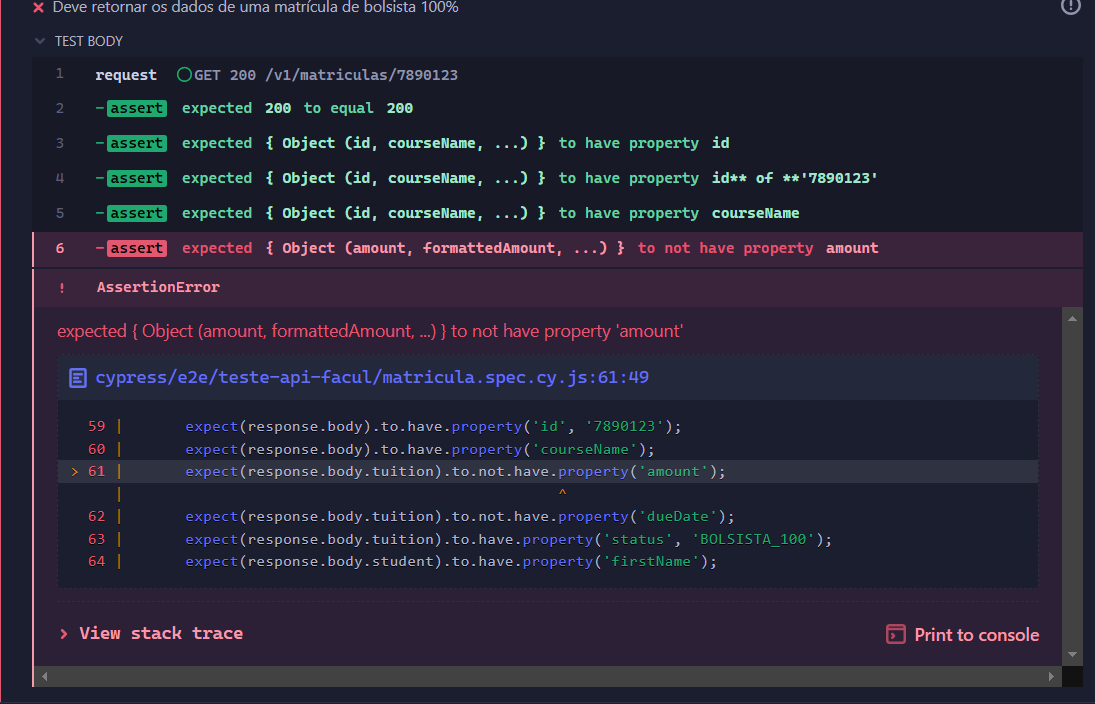 Deve retornar os dados de uma matrícula de bolsista 100%
TEST BODY
1 request GET 200 /v1/matriculas/7890123
2 -assert expected 200 to equal 200
3 -assert expected { Object (id, courseName, ...) } to have property id
4 -assert expected { Object (id, courseName, ...) } to have property id** of **'7890123'
5 -assert expected { Object (id, courseName, ...) } to have property courseName
6 -assert expected { Object (amount, formattedAmount, ...) } to not have property amount
! AssertionError
expected { Object (amount, formattedAmount, ...) } to not have property 'amount'
cypress/e2e/teste-api-facul/matricula.spec.cy.js:61:49
59 | expect(response.body).to.have.property('id', '7890123');
60 | expect(response.body).to.have.property('courseName');
> 61 | expect(response.body.tuition).to.not.have.property('amount');
| ^
62 | expect(response.body.tuition).to.not.have.property('dueDate');
63 | expect(response.body.tuition).to.have.property('status', 'BOLSISTA_100');
64 | expect(response.body.student).to.have.property('firstName');
> View stack trace
Print to console